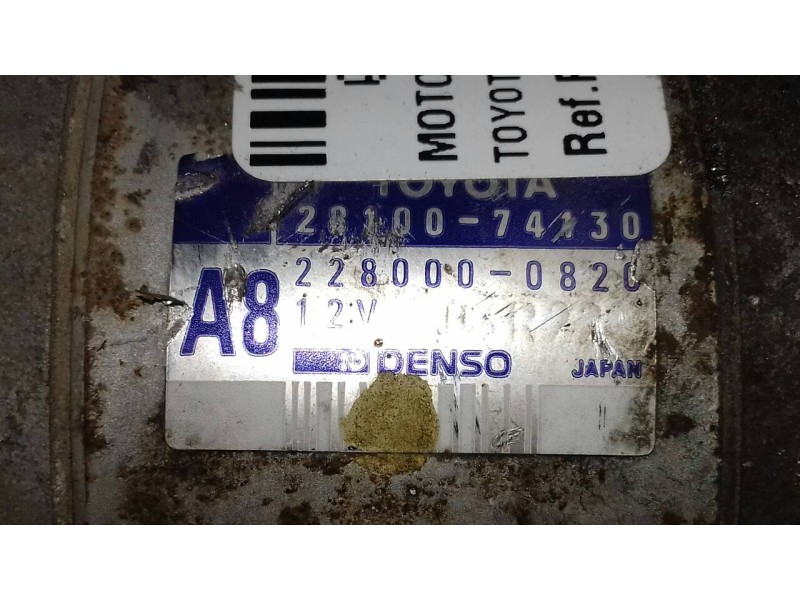 MOTO
TOYOT
Ref.
TOYOTA
28100-74130
228000-0820
A8
12V
DENSO
JAPAN